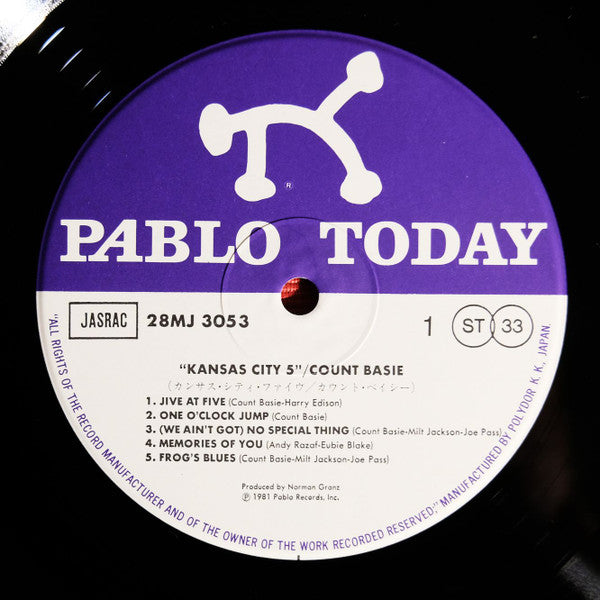 ®
PABLO TODAY
JASRAC 28MJ 3053 1 ST 33
"KANSAS CITY 5"/COUNT BASIE
(カンサス・シティ・ファイヴ/カウント・ベイシー)
1. JIVE AT FIVE (Count Basie-Harry Edison)
2. ONE O'CLOCK JUMP (Count Basie)
3. (WE AIN'T GOT) NO SPECIAL THING (Count Basie-Milt Jackson-Joe Pass)
4. MEMORIES OF YOU (Andy Razaf-Eubie Blake)
5. FROG'S BLUES (Count Basie-Milt Jackson-Joe Pass)
Produced by Norman Granz
Ⓟ 1981 Pablo Records, Inc.
"ALL RIGHTS OF THE RECORD MANUFACTURER AND OF THE OWNER OF THE WORK RECORDED RESERVED," MANUFACTURED BY POLYDOR K. K., JAPAN.